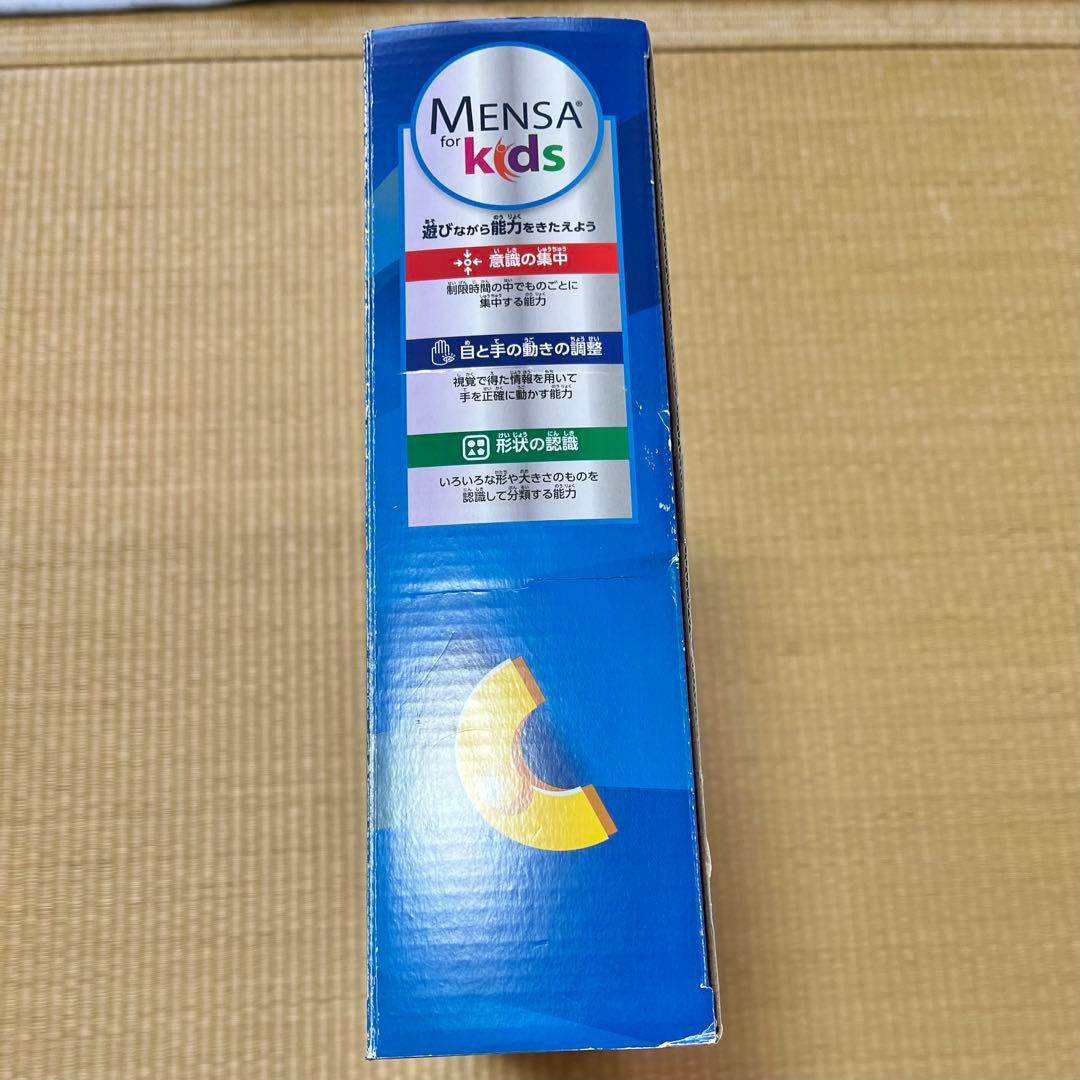 MENSA®
for kids
遊びながら能力をきたえよう
意識の集中
制限時間の中でものごとに
集中する能力
目と手の動きの調整
視覚で得た情報を用いて
手を正確に動かす能力
形状の認識
いろいろな形や大きさのものを
認識して分類する能力